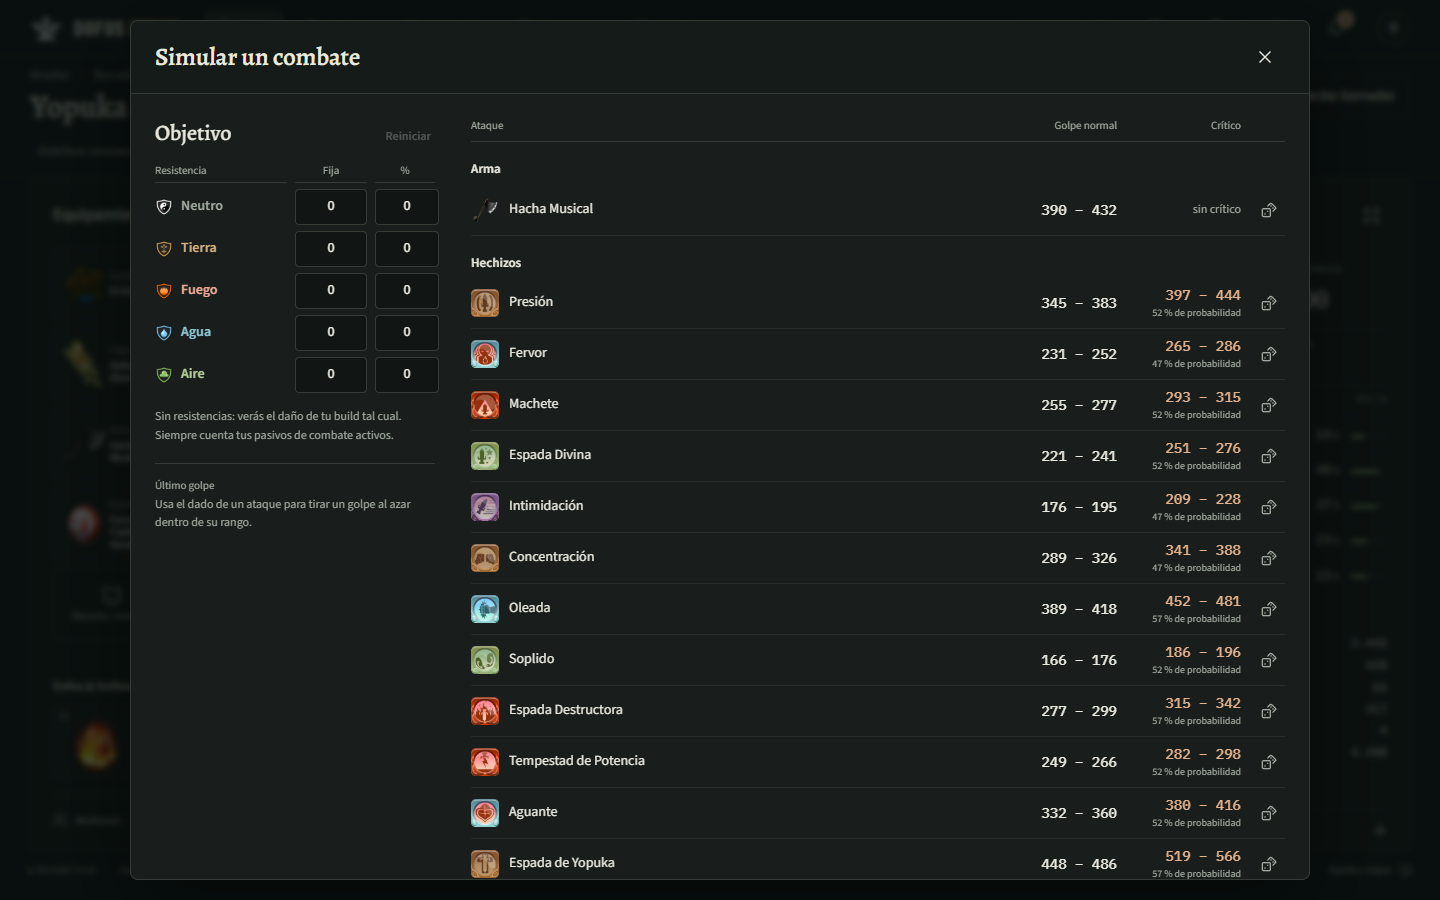 Simular un combate
Objetivo
Reiniciar
Resistencia Fija %
Neutro 0 0
Tierra 0 0
Fuego 0 0
Agua 0 0
Aire 0 0
Sin resistencias: verás el daño de tu build tal cual.
Siempre cuenta tus pasivos de combate activos.
Último golpe
Usa el dado de un ataque para tirar un golpe al azar
dentro de su rango.
Ataque Golpe normal Crítico
Arma
Hacha Musical 390 – 432 sin crítico
Hechizos
Presión 345 – 383 397 – 444
52 % de probabilidad
Fervor 231 – 252 265 – 286
47 % de probabilidad
Machete 255 – 277 293 – 315
52 % de probabilidad
Espada Divina 221 – 241 251 – 276
52 % de probabilidad
Intimidación 176 – 195 209 – 228
47 % de probabilidad
Concentración 289 – 326 341 – 388
47 % de probabilidad
Oleada 389 – 418 452 – 481
57 % de probabilidad
Soplido 166 – 176 186 – 196
52 % de probabilidad
Espada Destructora 277 – 299 315 – 342
57 % de probabilidad
Tempestad de Potencia 249 – 266 282 – 298
52 % de probabilidad
Aguante 332 – 360 380 – 416
52 % de probabilidad
Espada de Yopuka 448 – 486 519 – 566
57 % de probabilidad
Yopuka